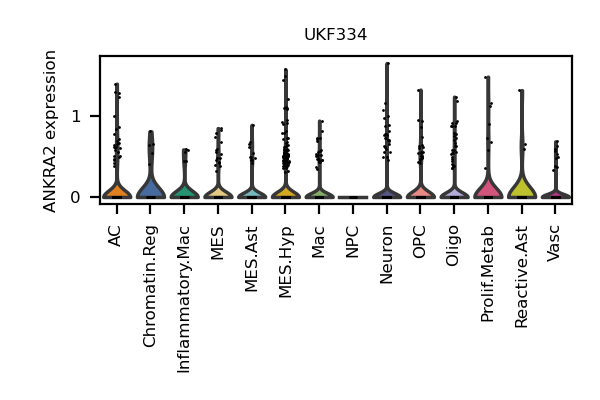 UKF334
ANKRA2 expression
1
0
AC
Chromatin.Reg
Inflammatory.Mac
MES
MES.Ast
MES.Hyp
Mac
NPC
Neuron
OPC
Oligo
Prolif.Metab
Reactive.Ast
Vasc